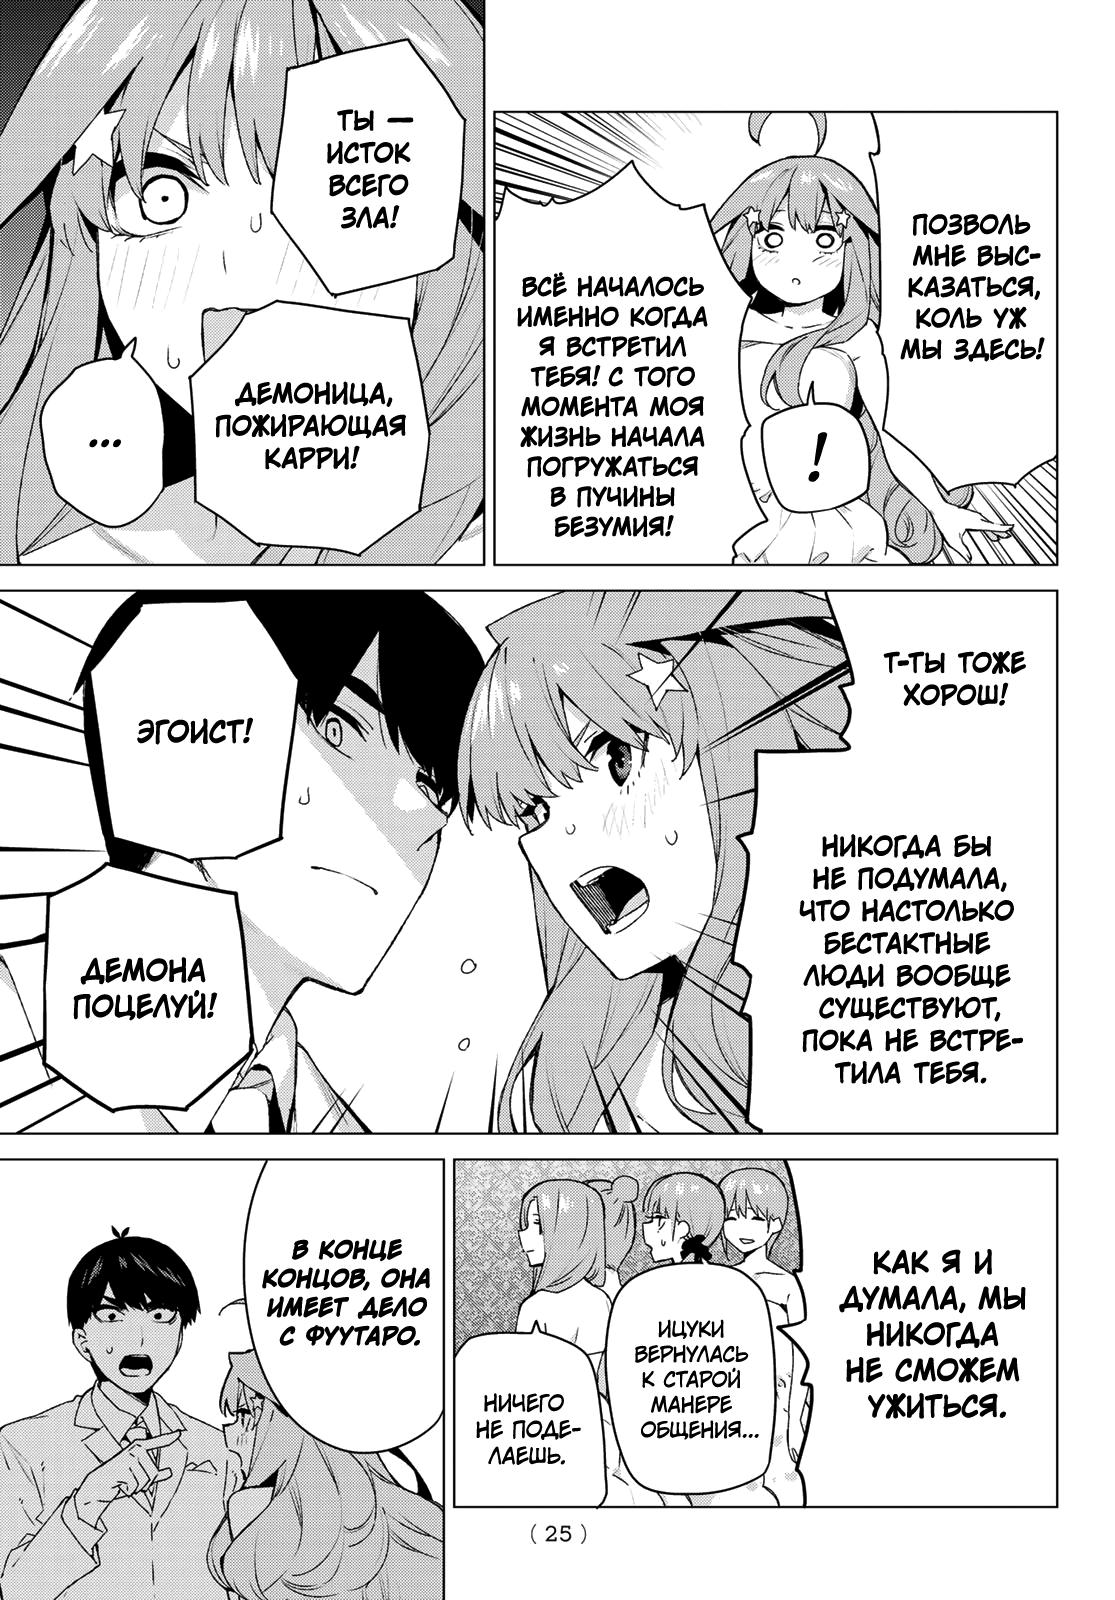 ПОЗВОЛЬ
МНЕ ВЫС-
КАЗАТЬСЯ,
КОЛЬ УЖ
МЫ ЗДЕСЬ!
!
ВСЁ НАЧАЛОСЬ
ИМЕННО КОГДА
Я ВСТРЕТИЛ
ТЕБЯ! С ТОГО
МОМЕНТА МОЯ
ЖИЗНЬ НАЧАЛА
ПОГРУЖАТЬСЯ
В ПУЧИНЫ
БЕЗУМИЯ!
ТЫ —
ИСТОК
ВСЕГО
ЗЛА!
ДЕМОНИЦА,
ПОЖИРАЮЩАЯ
КАРРИ!
...
Т-ТЫ ТОЖЕ
ХОРОШ!
НИКОГДА БЫ
НЕ ПОДУМАЛА,
ЧТО НАСТОЛЬКО
БЕСТАКТНЫЕ
ЛЮДИ ВООБЩЕ
СУЩЕСТВУЮТ,
ПОКА НЕ ВСТРЕ-
ТИЛА ТЕБЯ.
ЭГОИСТ!
ДЕМОНА
ПОЦЕЛУЙ!
КАК Я И
ДУМАЛА, МЫ
НИКОГДА
НЕ СМОЖЕМ
УЖИТЬСЯ.
ИЦУКИ
ВЕРНУЛАСЬ
К СТАРОЙ
МАНЕРЕ
ОБЩЕНИЯ...
НИЧЕГО
НЕ ПОДЕ-
ЛАЕШЬ.
В КОНЦЕ
КОНЦОВ, ОНА
ИМЕЕТ ДЕЛО
С ФУУТАРО.
( 25 )